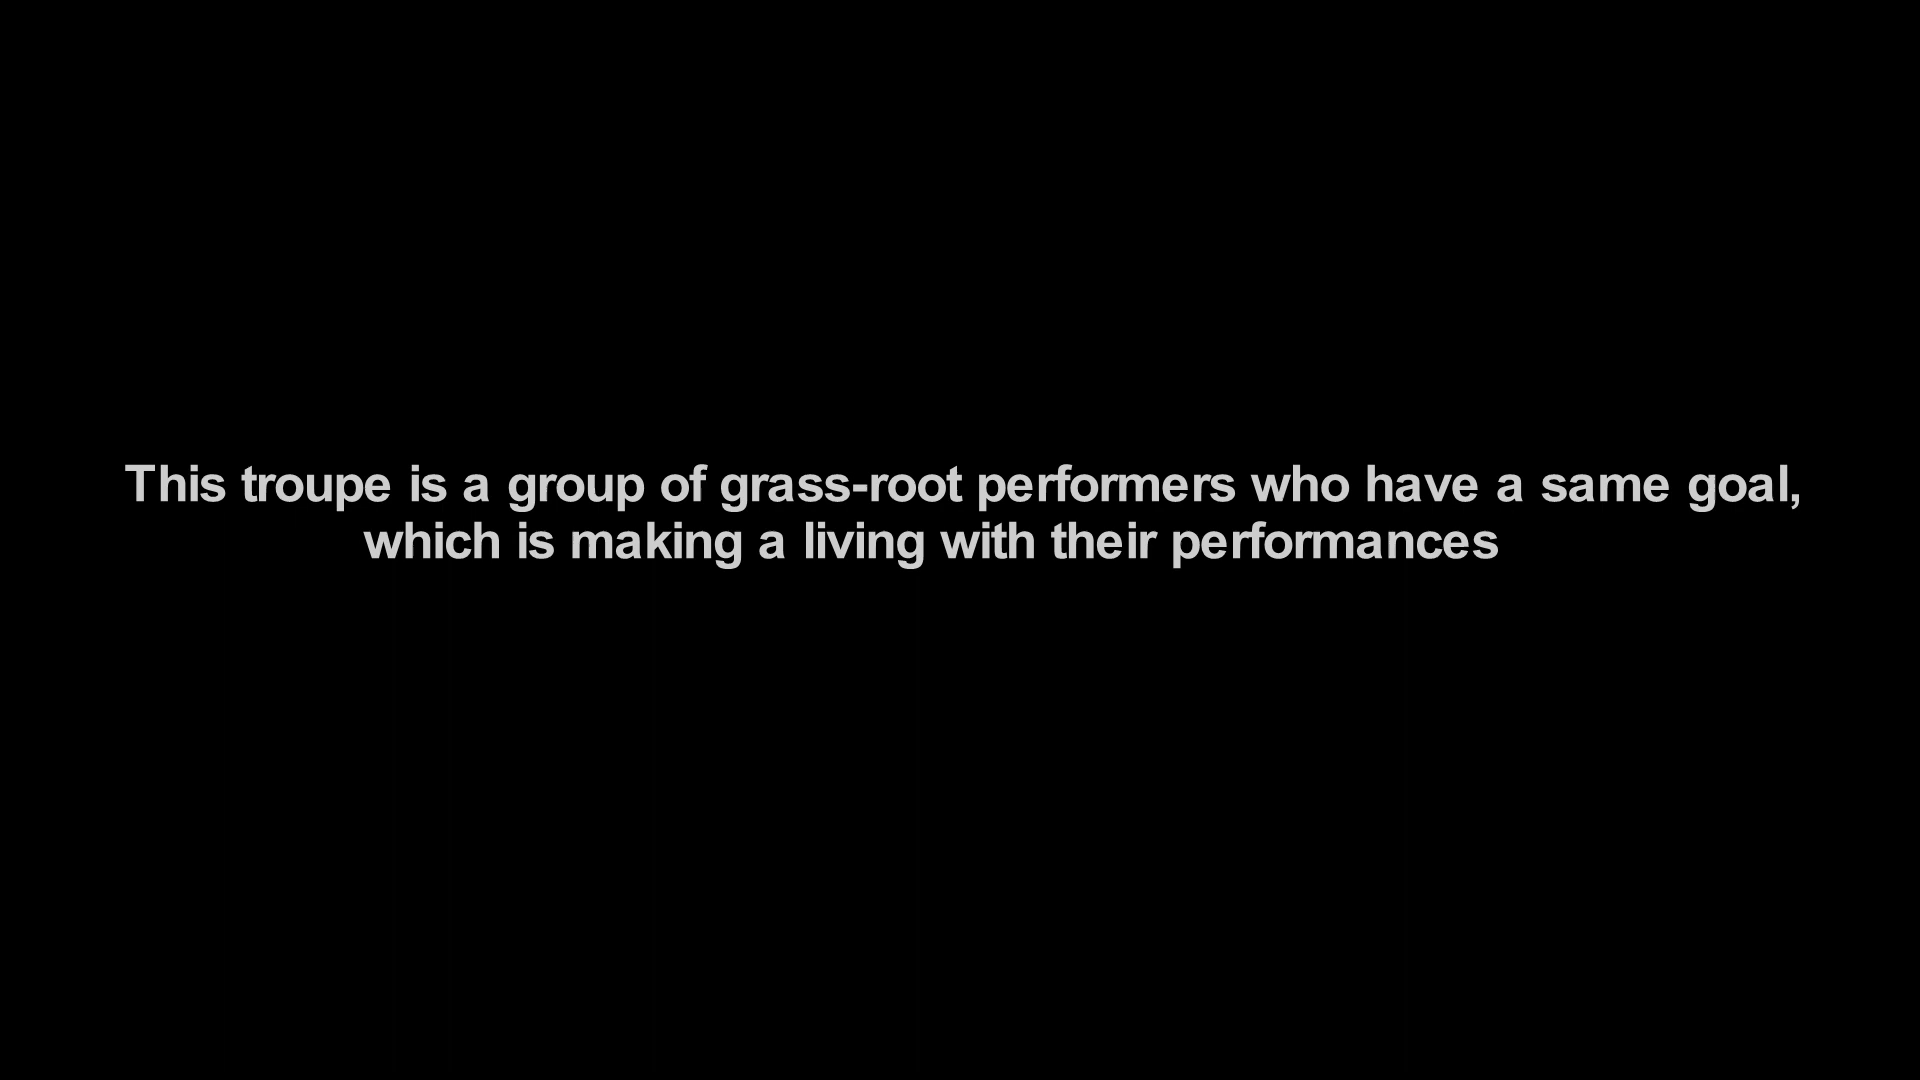 This troupe is a group of grass-root performers who have a same goal,
which is making a living with their performances